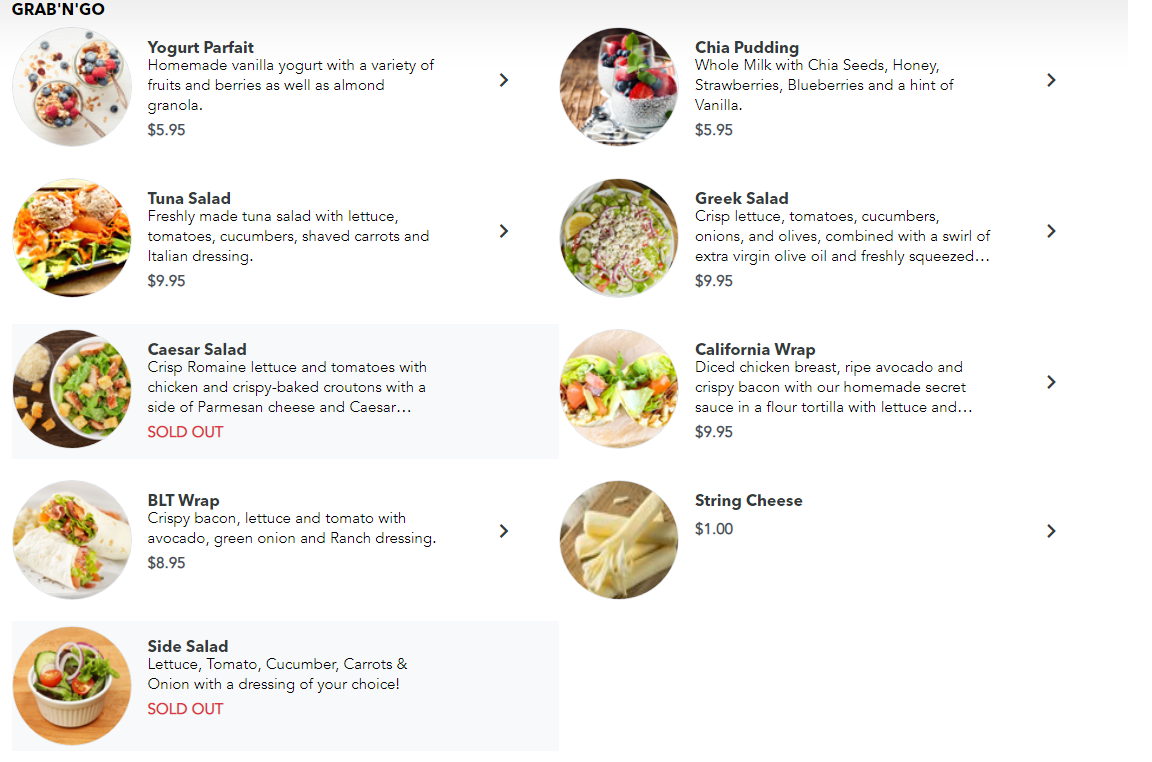 GRAB'N'GO
Yogurt Parfait
Homemade vanilla yogurt with a variety of
fruits and berries as well as almond
granola.
$5.95
Chia Pudding
Whole Milk with Chia Seeds, Honey,
Strawberries, Blueberries and a hint of
Vanilla.
$5.95
Tuna Salad
Freshly made tuna salad with lettuce,
tomatoes, cucumbers, shaved carrots and
Italian dressing.
$9.95
Greek Salad
Crisp lettuce, tomatoes, cucumbers,
onions, and olives, combined with a swirl of
extra virgin olive oil and freshly squeezed...
$9.95
Caesar Salad
Crisp Romaine lettuce and tomatoes with
chicken and crispy-baked croutons with a
side of Parmesan cheese and Caesar...
SOLD OUT
California Wrap
Diced chicken breast, ripe avocado and
crispy bacon with our homemade secret
sauce in a flour tortilla with lettuce and...
$9.95
BLT Wrap
Crispy bacon, lettuce and tomato with
avocado, green onion and Ranch dressing.
$8.95
String Cheese
$1.00
Side Salad
Lettuce, Tomato, Cucumber, Carrots &
Onion with a dressing of your choice!
SOLD OUT